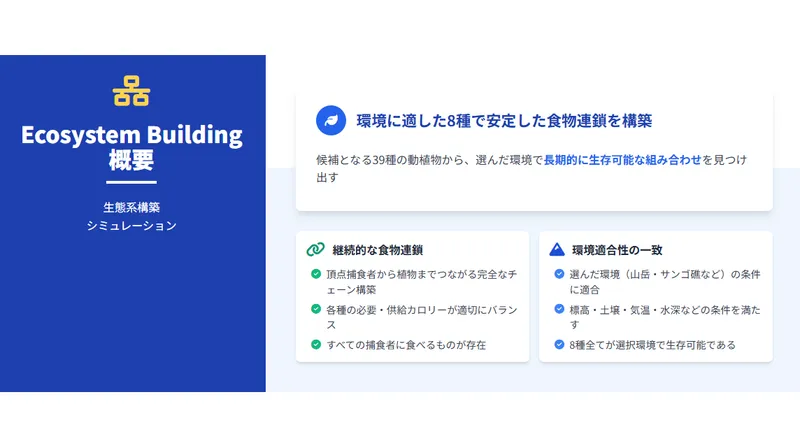 Ecosystem Building
概要
生態系構築
シミュレーション
環境に適した8種で安定した食物連鎖を構築
候補となる39種の動植物から、選んだ環境で長期的に生存可能な組み合わせを見つけ
出す
継続的な食物連鎖
頂点捕食者から植物までつながる完全なチ
ェーン構築
各種の必要・供給カロリーが適切にバラン
ス
すべての捕食者に食べるものが存在
環境適合性の一致
選んだ環境（山岳・サンゴ礁など）の条件
に適合
標高・土壌・気温・水深などの条件を満た
す
8種全てが選択環境で生存可能である